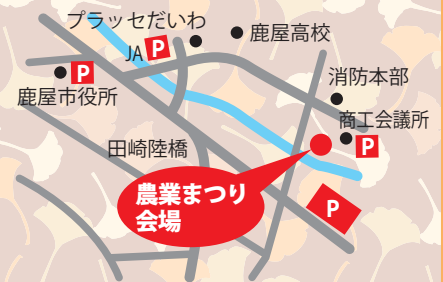 プラッセだいわ
鹿屋高校
JA P
P
消防本部
鹿屋市役所
商工会議所
P
田崎陸橋
農業まつり
会場
P